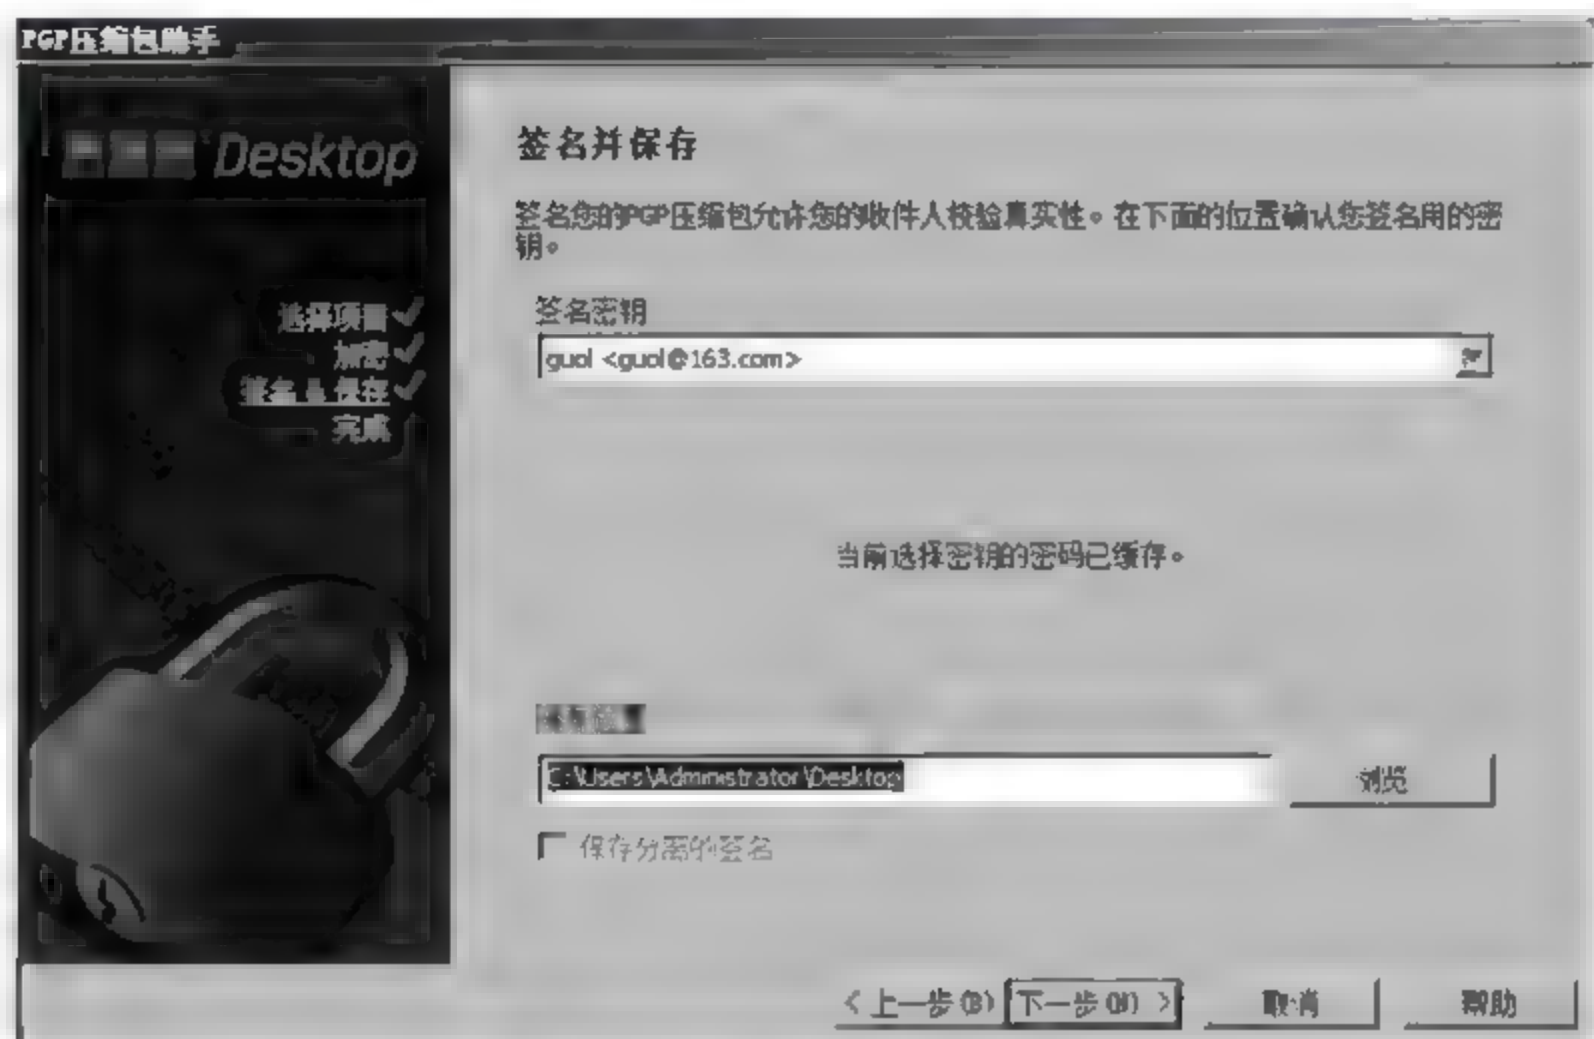 PGP压缩包助手
Desktop
选择项目
加密
签名&保存
完成
签名并保存
签名您的PGP压缩包允许您的收件人校验真实性。在下面的位置确认您签名用的密
钥。
签名密钥
guol <guol@163.com>
当前选择密钥的密码已缓存。
C:\Users\Administrator\Desktop
浏览
保存分离的签名
< 上一步(B)
下一步(N) >
取消
帮助